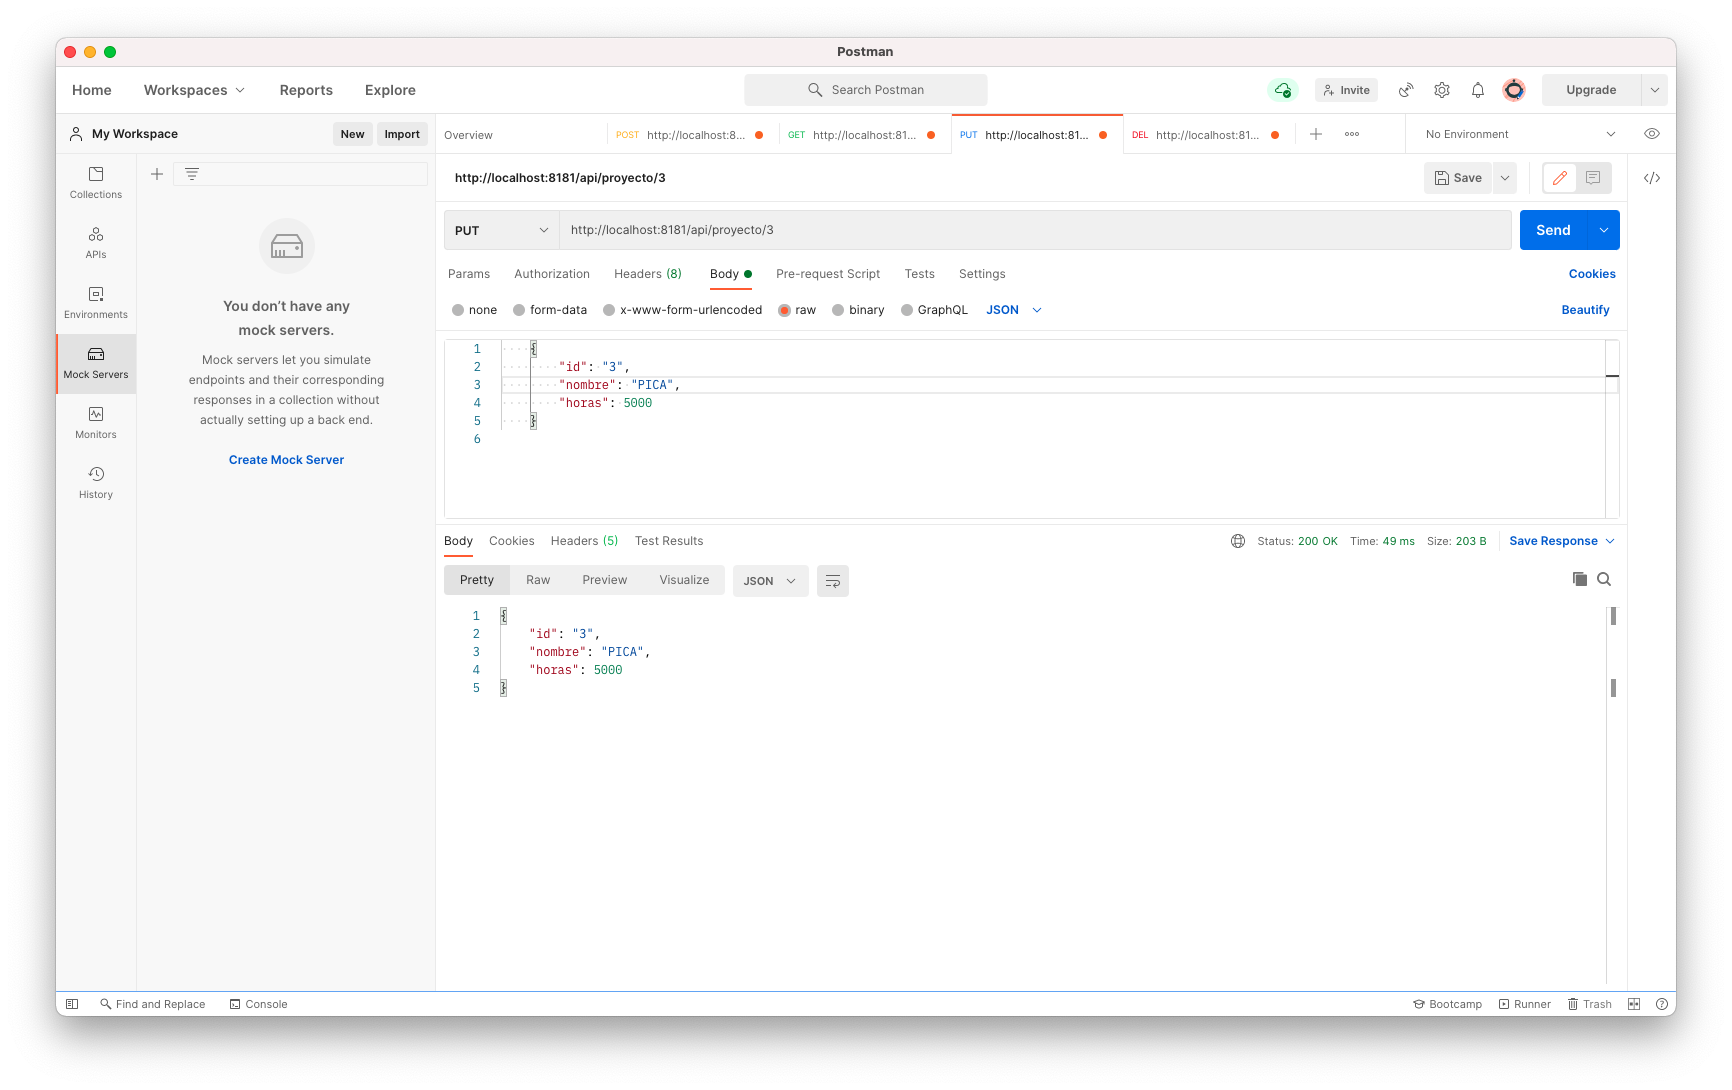 Postman
Home Workspaces Reports Explore Search Postman Invite Upgrade
My Workspace New Import Overview POST http://localhost:8... GET http://localhost:81... PUT http://localhost:81... DEL http://localhost:81... No Environment
Collections
APIs
Environments
Mock Servers
Monitors
History
You don’t have any
mock servers.
Mock servers let you simulate
endpoints and their corresponding
responses in a collection without
actually setting up a back end.
Create Mock Server
http://localhost:8181/api/proyecto/3 Save </>
PUT http://localhost:8181/api/proyecto/3 Send
Params Authorization Headers (8) Body Pre-request Script Tests Settings Cookies
none form-data x-www-form-urlencoded raw binary GraphQL JSON Beautify
1 {
2 "id": "3",
3 "nombre": "PICA",
4 "horas": 5000
5 }
6
Body Cookies Headers (5) Test Results Status: 200 OK Time: 49 ms Size: 203 B Save Response
Pretty Raw Preview Visualize JSON
1 {
2 "id": "3",
3 "nombre": "PICA",
4 "horas": 5000
5 }
Find and Replace Console Bootcamp Runner Trash